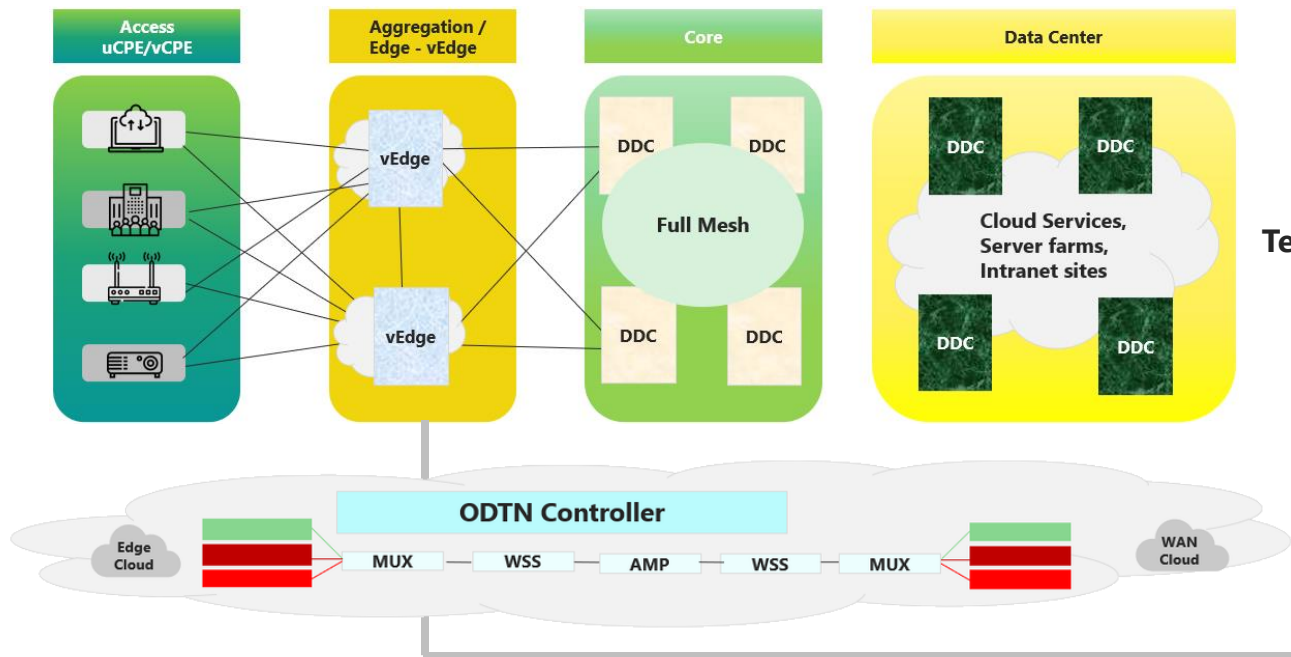 Access
uCPE/vCPE
Aggregation /
Edge - vEdge
Core
Data Center
vEdge
vEdge
DDC
DDC
Full Mesh
DDC
DDC
DDC
DDC
Cloud Services,
Server farms,
Intranet sites
DDC
DDC
Te
ODTN Controller
Edge
Cloud
MUX
WSS
AMP
WSS
MUX
WAN
Cloud